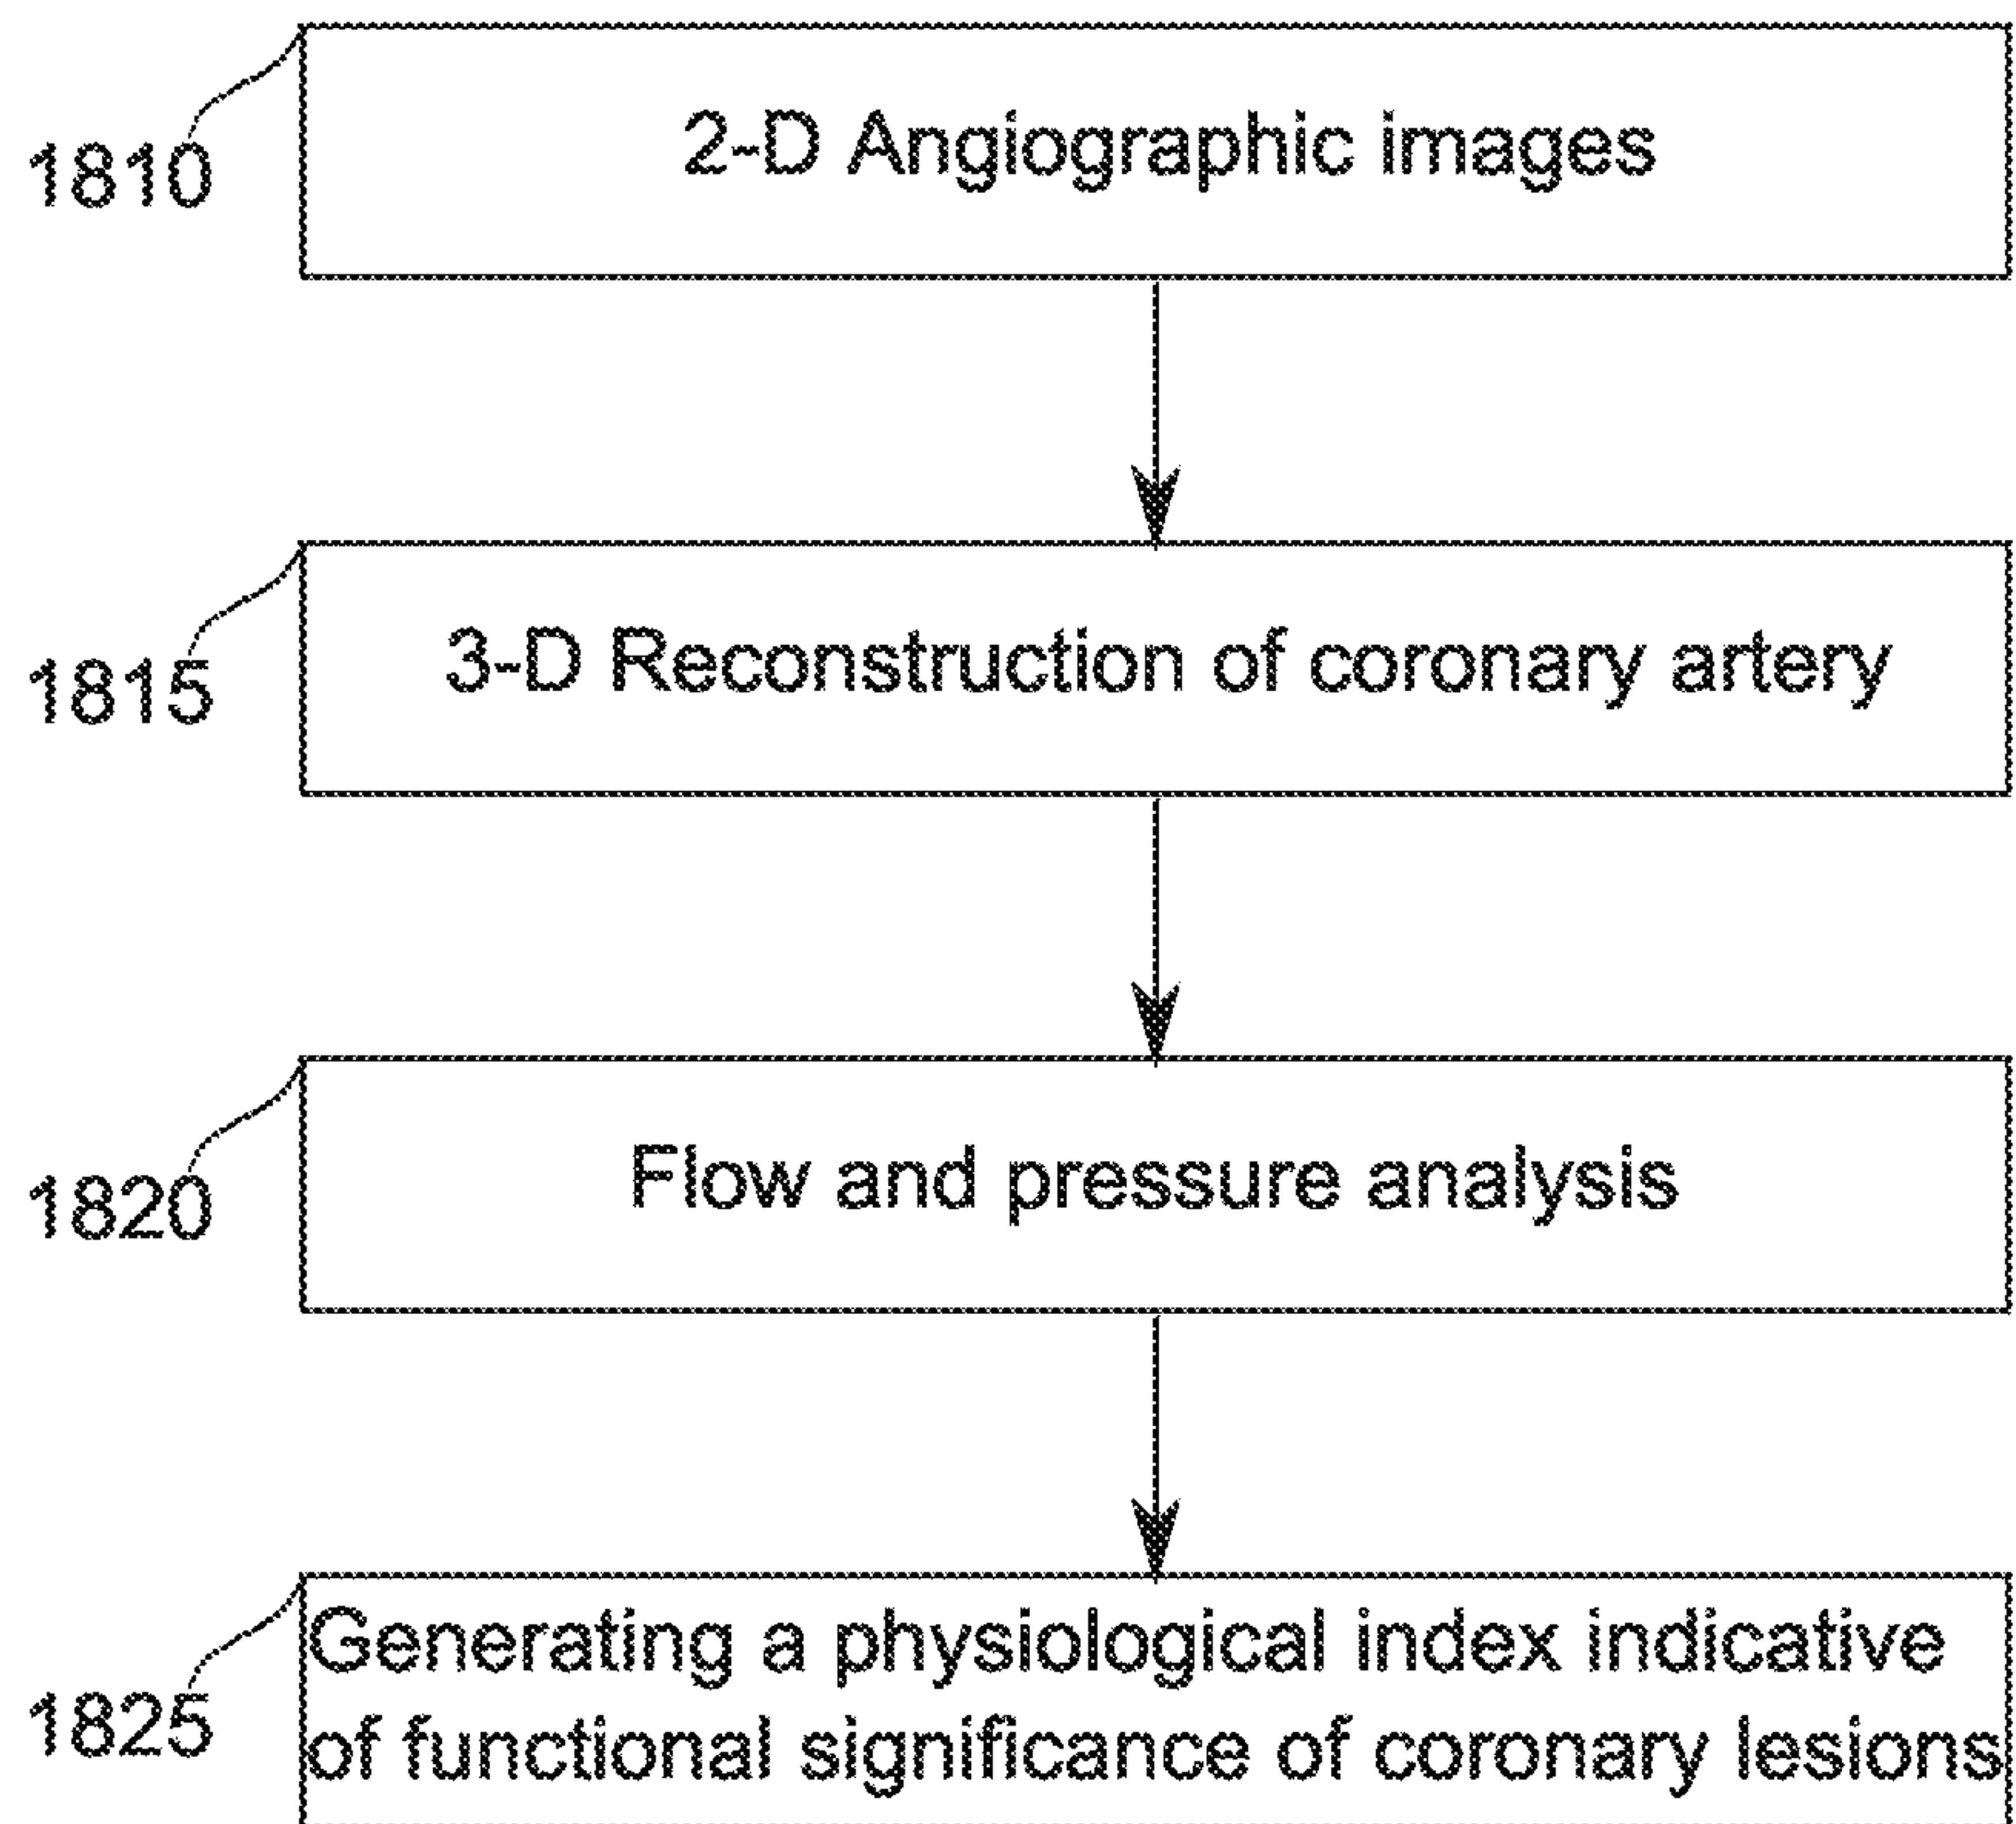 1810
2-D Angiographic images
1815
3-D Reconstruction of coronary artery
1820
Flow and pressure analysis
1825
Generating a physiological index indicative
of functional significance of coronary lesions